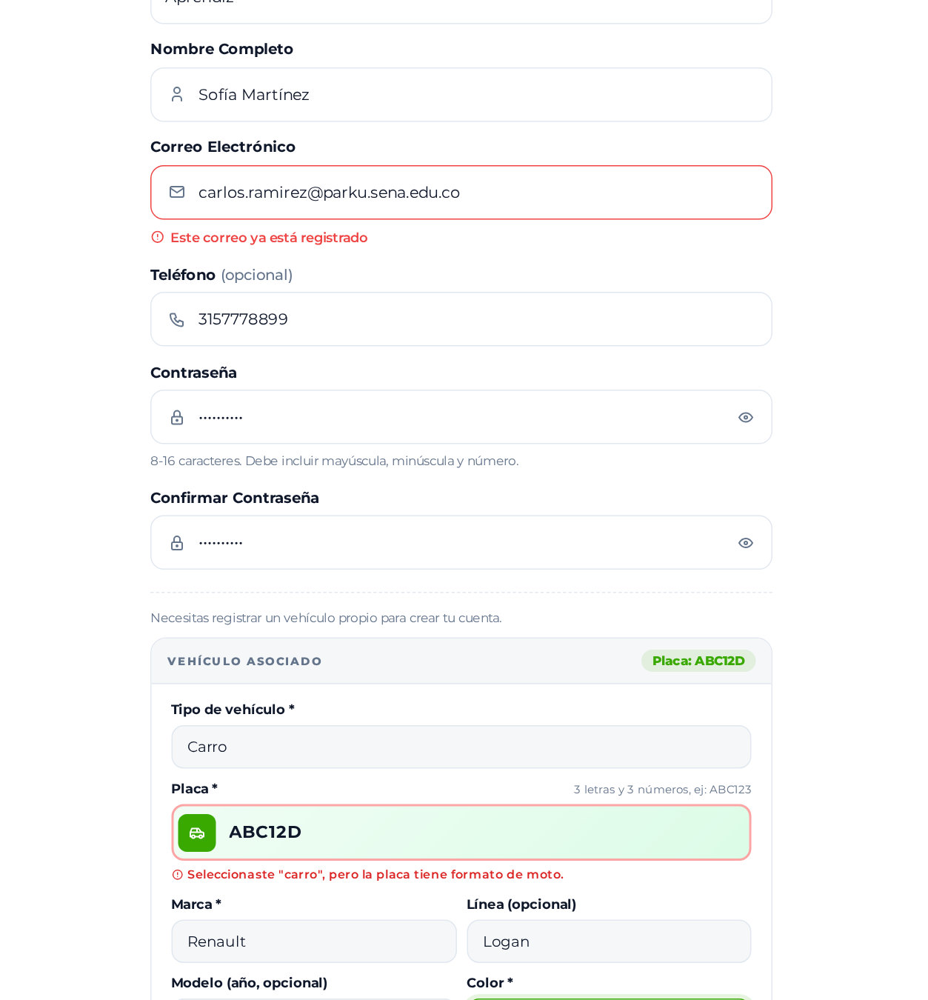 Aprendiz
Nombre Completo
Sofía Martínez
Correo Electrónico
carlos.ramirez@parku.sena.edu.co
Este correo ya está registrado
Teléfono (opcional)
3157778899
Contraseña
••••••••••
8-16 caracteres. Debe incluir mayúscula, minúscula y número.
Confirmar Contraseña
••••••••••
Necesitas registrar un vehículo propio para crear tu cuenta.
VEHÍCULO ASOCIADO
Placa: ABC12D
Tipo de vehículo *
Carro
Placa *
3 letras y 3 números, ej: ABC123
ABC12D
Seleccionaste "carro", pero la placa tiene formato de moto.
Marca *
Línea (opcional)
Renault
Logan
Modelo (año, opcional)
Color *